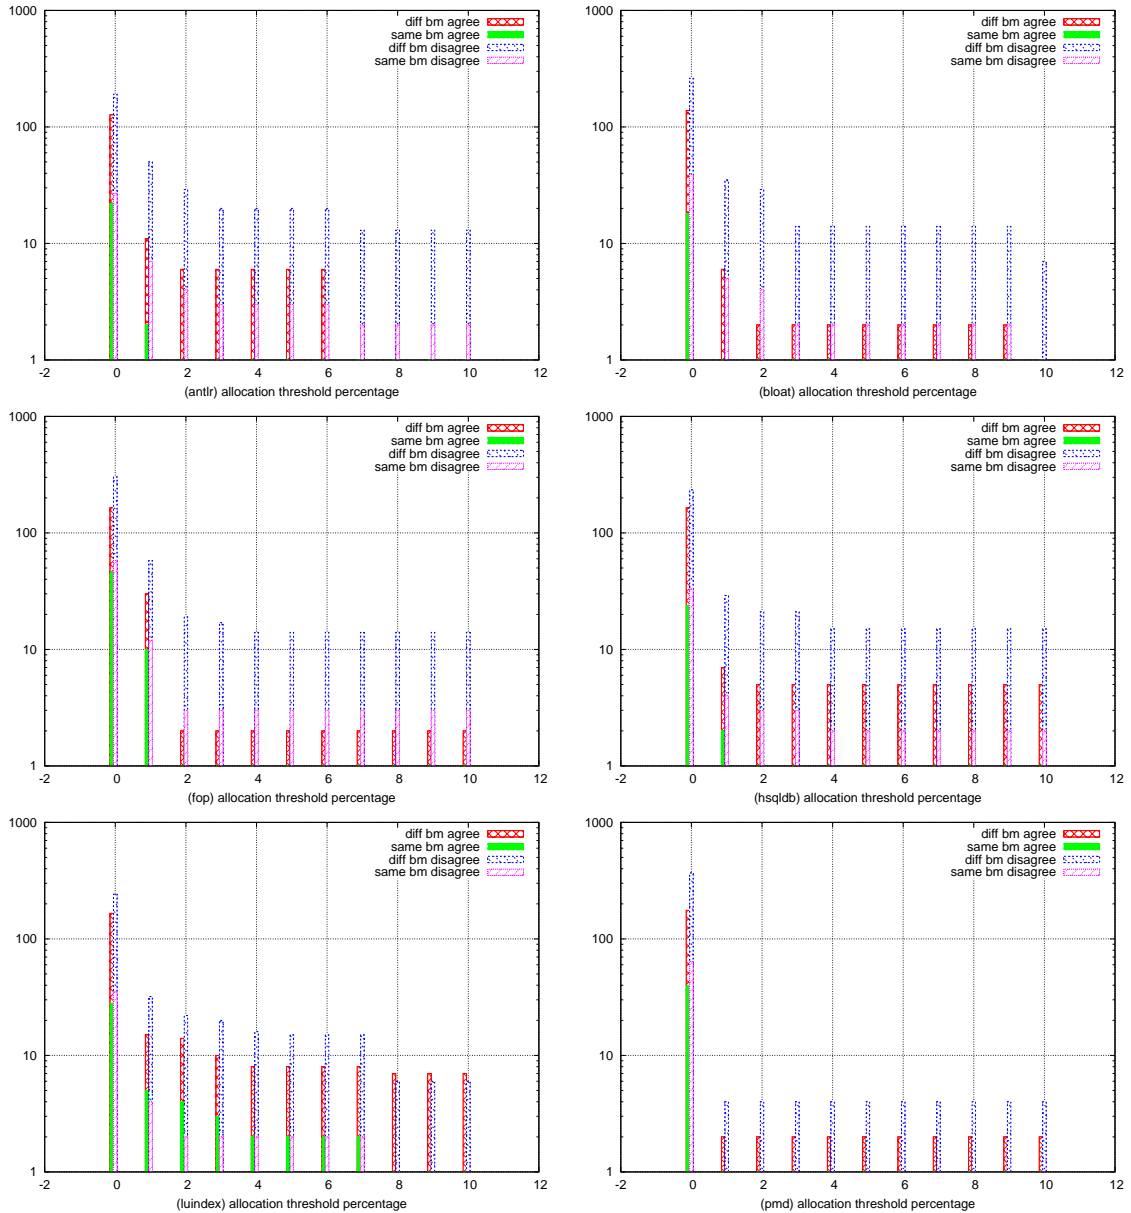 1000
100
10
1
-2 0 2 4 6 8 10 12
(antlr) allocation threshold percentage
diff bm agree
same bm agree
diff bm disagree
same bm disagree
1000
100
10
1
-2 0 2 4 6 8 10 12
(bloat) allocation threshold percentage
diff bm agree
same bm agree
diff bm disagree
same bm disagree
1000
100
10
1
-2 0 2 4 6 8 10 12
(fop) allocation threshold percentage
diff bm agree
same bm agree
diff bm disagree
same bm disagree
1000
100
10
1
-2 0 2 4 6 8 10 12
(hsqldb) allocation threshold percentage
diff bm agree
same bm agree
diff bm disagree
same bm disagree
1000
100
10
1
-2 0 2 4 6 8 10 12
(luindex) allocation threshold percentage
diff bm agree
same bm agree
diff bm disagree
same bm disagree
1000
100
10
1
-2 0 2 4 6 8 10 12
(pmd) allocation threshold percentage
diff bm agree
same bm agree
diff bm disagree
same bm disagree